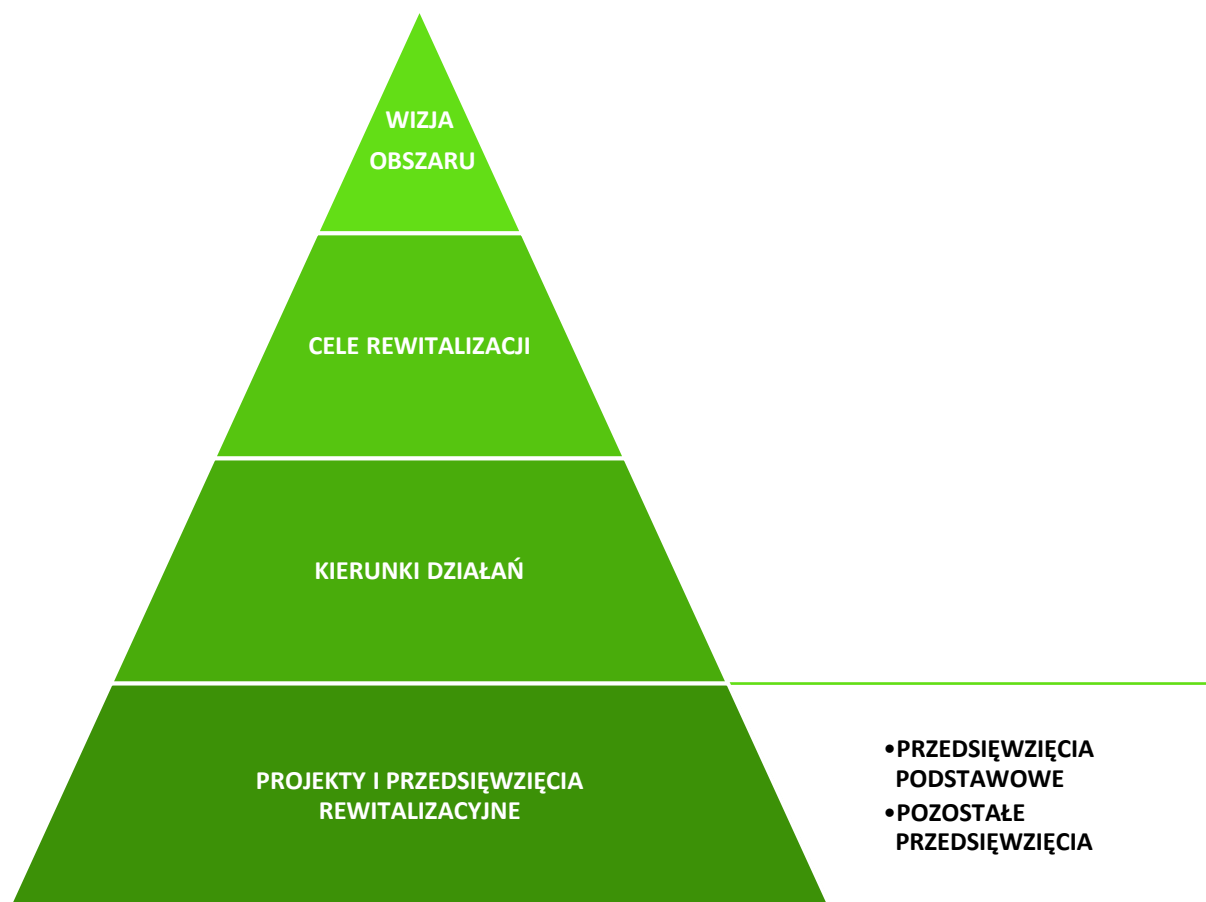 WIZJA
OBSZARU
CELE REWITALIZACJI
KIERUNKI DZIAŁAŃ
PROJEKTY I PRZEDSIĘWZIĘCIA
REWITALIZACYJNE
•PRZEDSIĘWZIĘCIA
PODSTAWOWE
•POZOSTAŁE
PRZEDSIĘWZIĘCIA